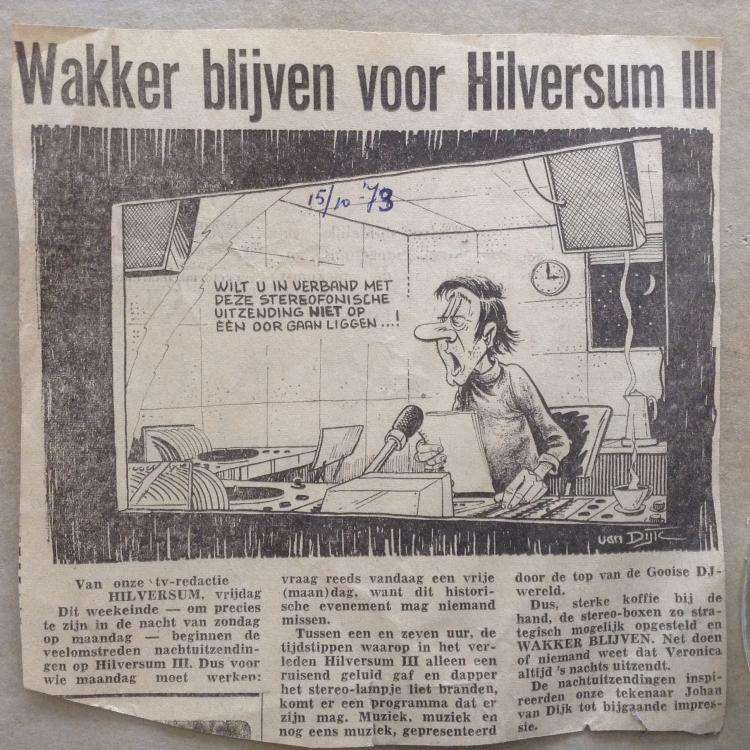 Wakker blijven voor Hilversum III
15/10 '73
WILT U IN VERBAND MET
DEZE STEREOFONISCHE
UITZENDING NIET OP
ÉÉN OOR GAAN LIGGEN...!
van Dijk
Van onze tv-redactie
HILVERSUM, vrijdag
Dit weekeinde — om precies
te zijn in de nacht van zondag
op maandag — beginnen de
veelomstreden nachtuitzendin-
gen op Hilversum III. Dus voor
wie maandag moet werken:
vraag reeds vandaag een vrije
(maan)dag, want dit histori-
sche evenement mag niemand
missen.
Tussen een en zeven uur, de
tijdstippen waarop in het ver-
leden Hilversum III alleen een
ruisend geluid gaf en dapper
het stereo-lampje liet branden,
komt er een programma dat er
zijn mag. Muziek, muziek en
nog eens muziek, gepresenteerd
door de top van de Gooise DJ-
wereld.
Dus, sterke koffie bij de
hand, de stereo-boxen zo stra-
tegisch mogelijk opgesteld en
WAKKER BLIJVEN. Net doen
of niemand weet dat Veronica
altijd 's nachts uitzendt.
De nachtuitzendingen inspi-
reerden onze tekenaar Johan
van Dijk tot bijgaande impres-
sie.